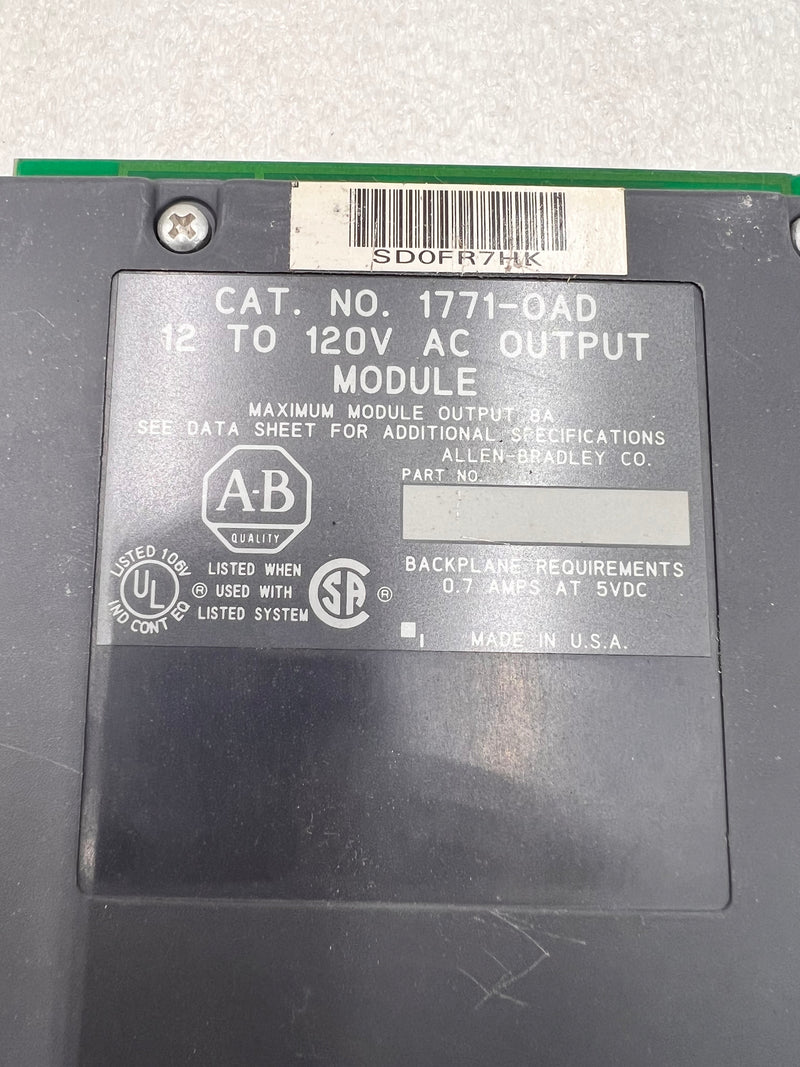 SD0FR7HK
CAT. NO. 1771-OAD
12 TO 120V AC OUTPUT
MODULE
MAXIMUM MODULE OUTPUT 8A
SEE DATA SHEET FOR ADDITIONAL SPECIFICATIONS
ALLEN-BRADLEY CO.
PART NO.
A-B
QUALITY
LISTED 106V
UL
IND CONT EQ
®
LISTED WHEN
USED WITH
LISTED SYSTEM
SA
®
BACKPLANE REQUIREMENTS
0.7 AMPS AT 5VDC
MADE IN U.S.A.